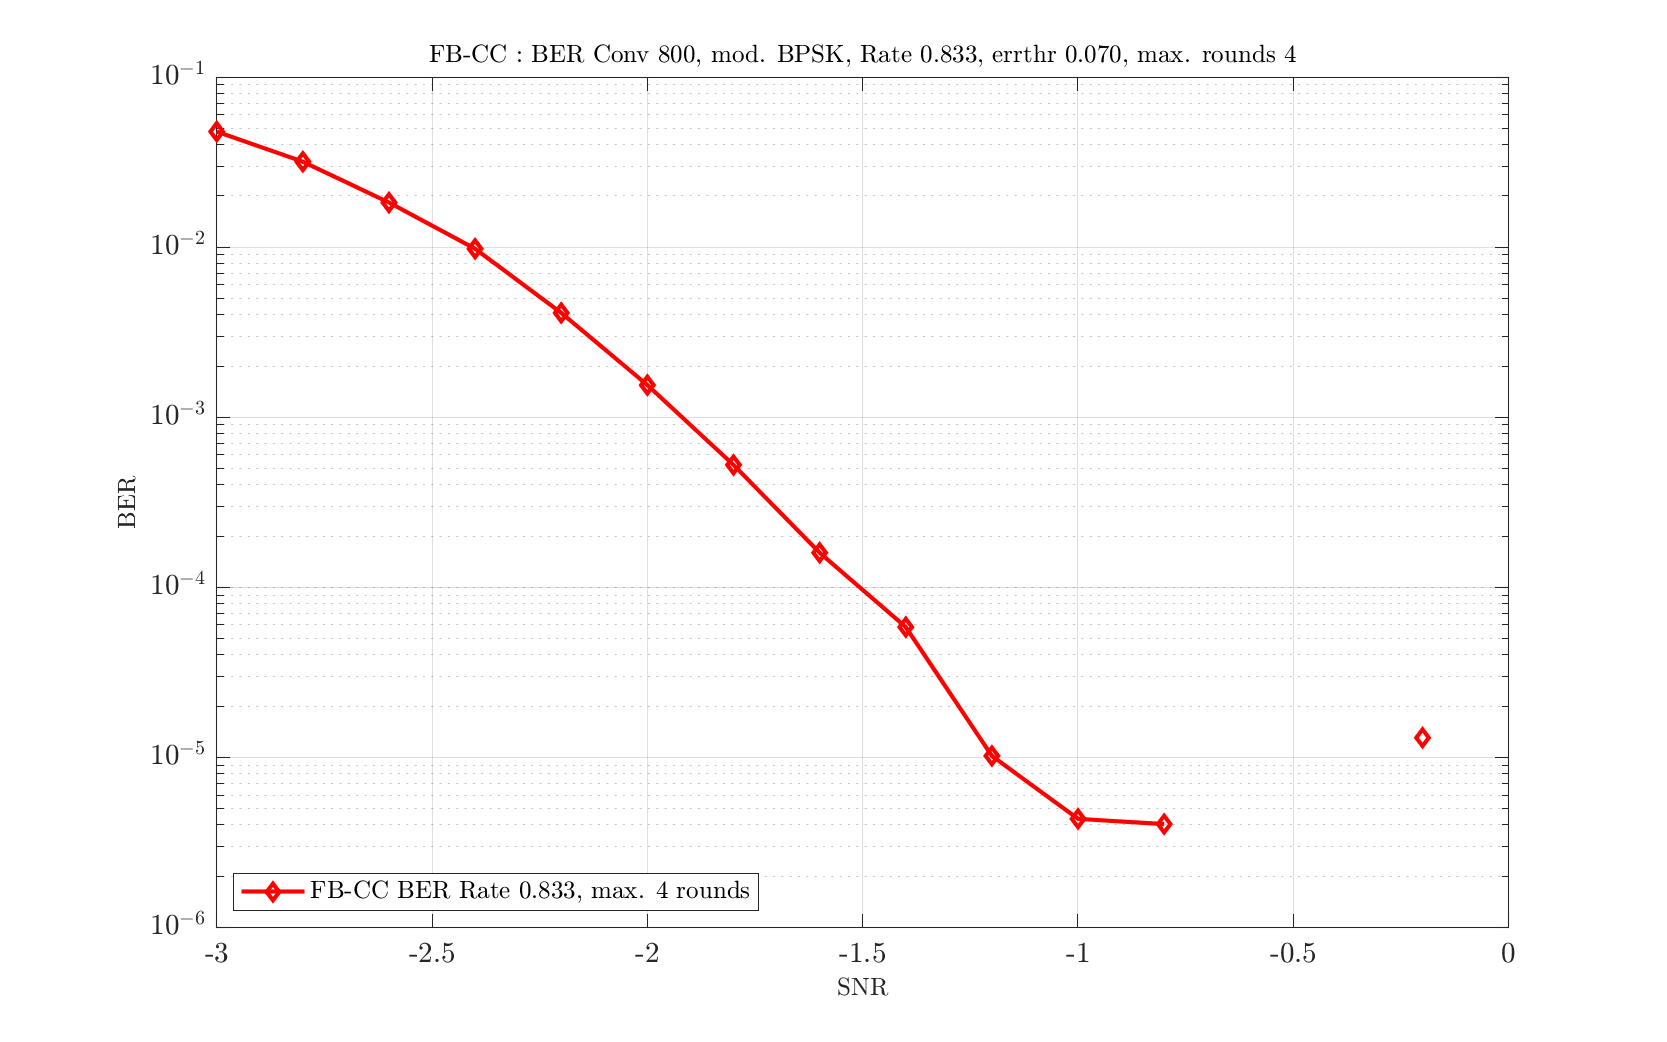 FB-CC : BER Conv 800, mod. BPSK, Rate 0.833, errthr 0.070, max. rounds 4
10^{-1}
10^{-2}
10^{-3}
10^{-4}
10^{-5}
10^{-6}
BER
FB-CC BER Rate 0.833, max. 4 rounds
-3 -2.5 -2 -1.5 -1 -0.5 0
SNR